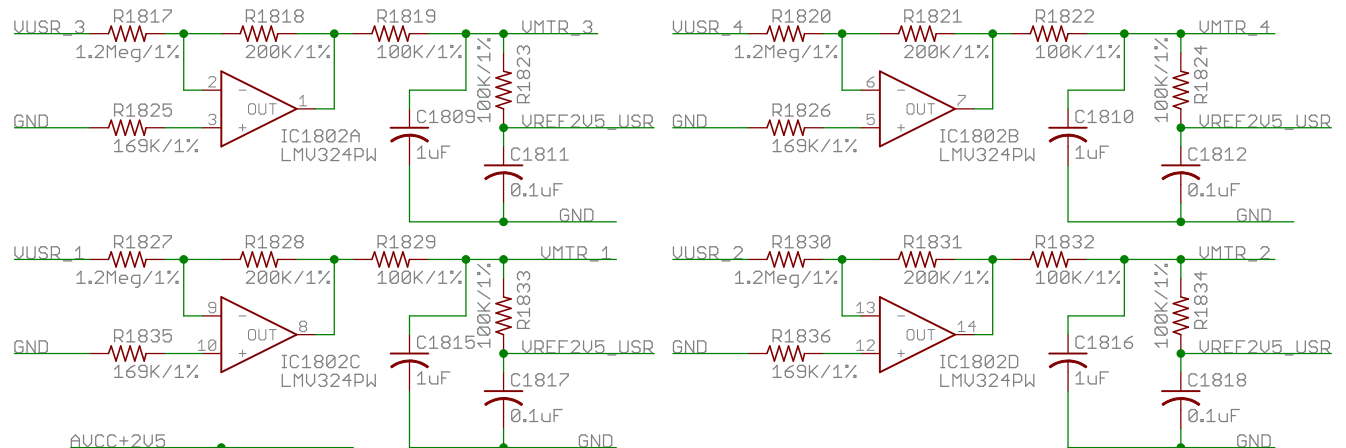 R1817 R1818 R1819
VUSR_3 VMTR_3
1.2Meg/1% 200K/1% 100K/1%
100K/1%
R1823
2 -
OUT 1
R1825
GND 3 +
169K/1%
IC1802A
LMV324PW
C1809
1uF
VREF2V5_USR
C1811
0.1uF
GND
R1820 R1821 R1822
VUSR_4 VMTR_4
1.2Meg/1% 200K/1% 100K/1%
100K/1%
R1824
6 -
OUT 7
R1826
GND 5 +
169K/1%
IC1802B
LMV324PW
C1810
1uF
VREF2V5_USR
C1812
0.1uF
GND
R1827 R1828 R1829
VUSR_1 VMTR_1
1.2Meg/1% 200K/1% 100K/1%
100K/1%
R1833
9 -
OUT 8
R1835
GND 10 +
169K/1%
IC1802C
LMV324PW
C1815
1uF
VREF2V5_USR
C1817
0.1uF
GND
R1830 R1831 R1832
VUSR_2 VMTR_2
1.2Meg/1% 200K/1% 100K/1%
100K/1%
R1834
13 -
OUT 14
R1836
GND 12 +
169K/1%
IC1802D
LMV324PW
C1816
1uF
VREF2V5_USR
C1818
0.1uF
GND
AVCC+2V5